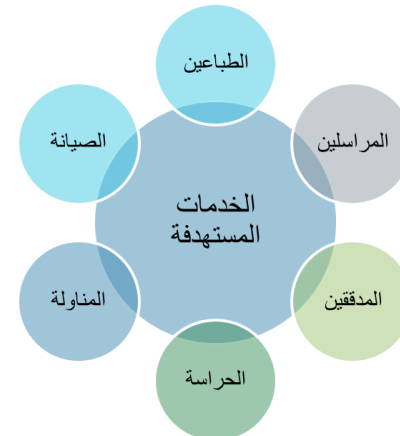 الطباعين
المراسلين
المدققين
الحراسة
المناولة
الصيانة
الخدمات
المستهدفة